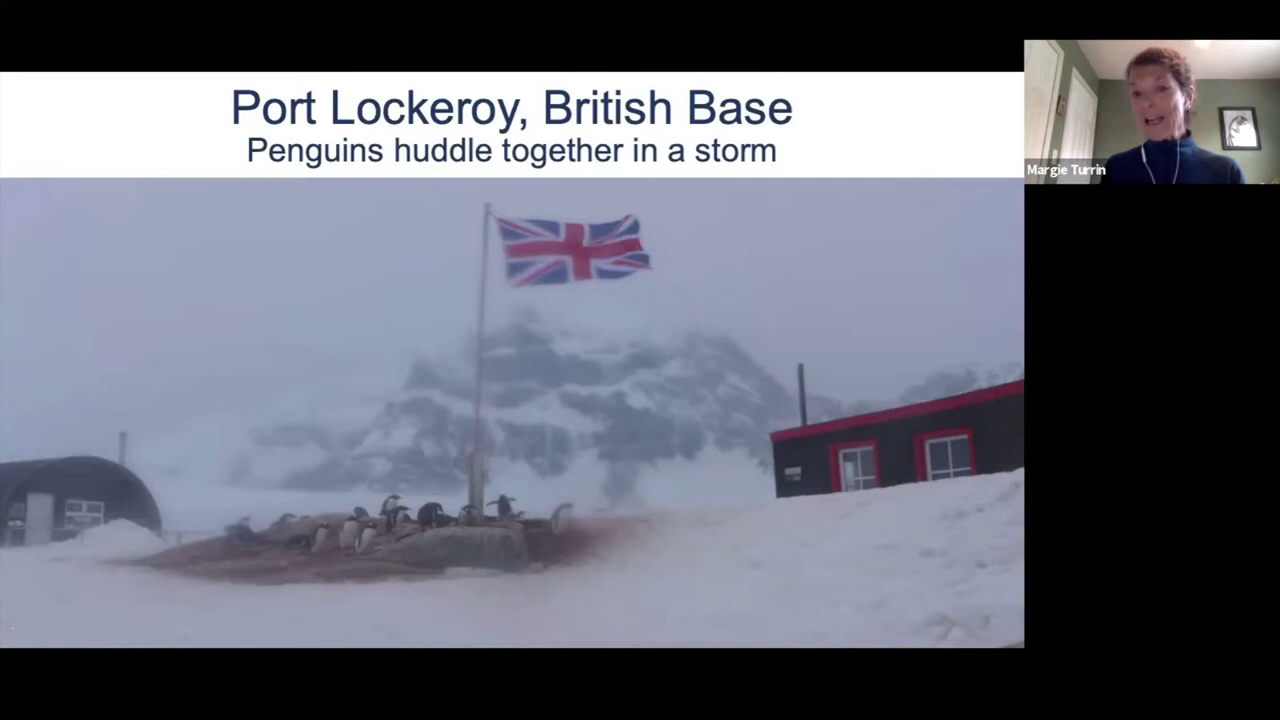 Port Lockeroy, British Base
Penguins huddle together in a storm
Margie Turrin